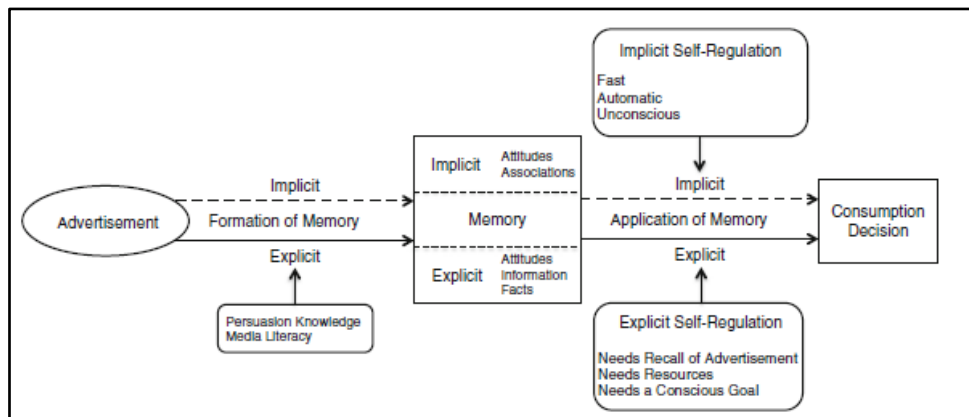 Implicit Self-Regulation
Fast
Automatic
Unconscious
Implicit
Attitudes
Associations
Implicit
Implicit
Advertisement
Formation of Memory
Memory
Application of Memory
Consumption
Decision
Explicit
Explicit
Attitudes
Information
Facts
Explicit
Persuasion Knowledge
Media Literacy
Explicit Self-Regulation
Needs Recall of Advertisement
Needs Resources
Needs a Conscious Goal